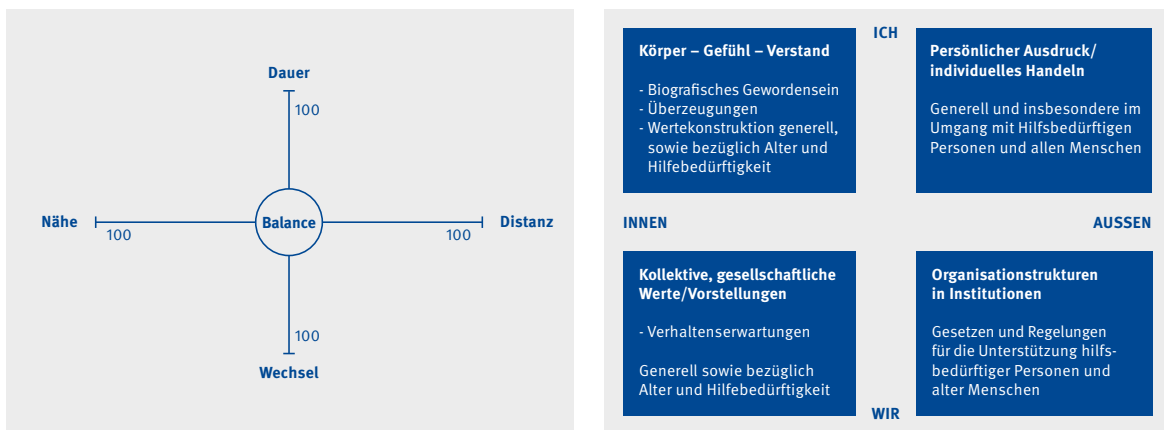 Dauer
100
Nähe
100
Balance
100
Distanz
100
Wechsel
ICH
Körper – Gefühl – Verstand
- Biografisches Gewordensein
- Überzeugungen
- Wertekonstruktion generell,
sowie bezüglich Alter und
Hilfebedürftigkeit
Persönlicher Ausdruck/
individuelles Handeln
Generell und insbesondere im
Umgang mit Hilfsbedürftigen
Personen und allen Menschen
INNEN
AUSSEN
Kollektive, gesellschaftliche
Werte/Vorstellungen
- Verhaltenserwartungen
Generell sowie bezüglich
Alter und Hilfebedürftigkeit
Organisationstrukturen
in Institutionen
Gesetzen und Regelungen
für die Unterstützung hilfs-
bedürftiger Personen und
alter Menschen
WIR